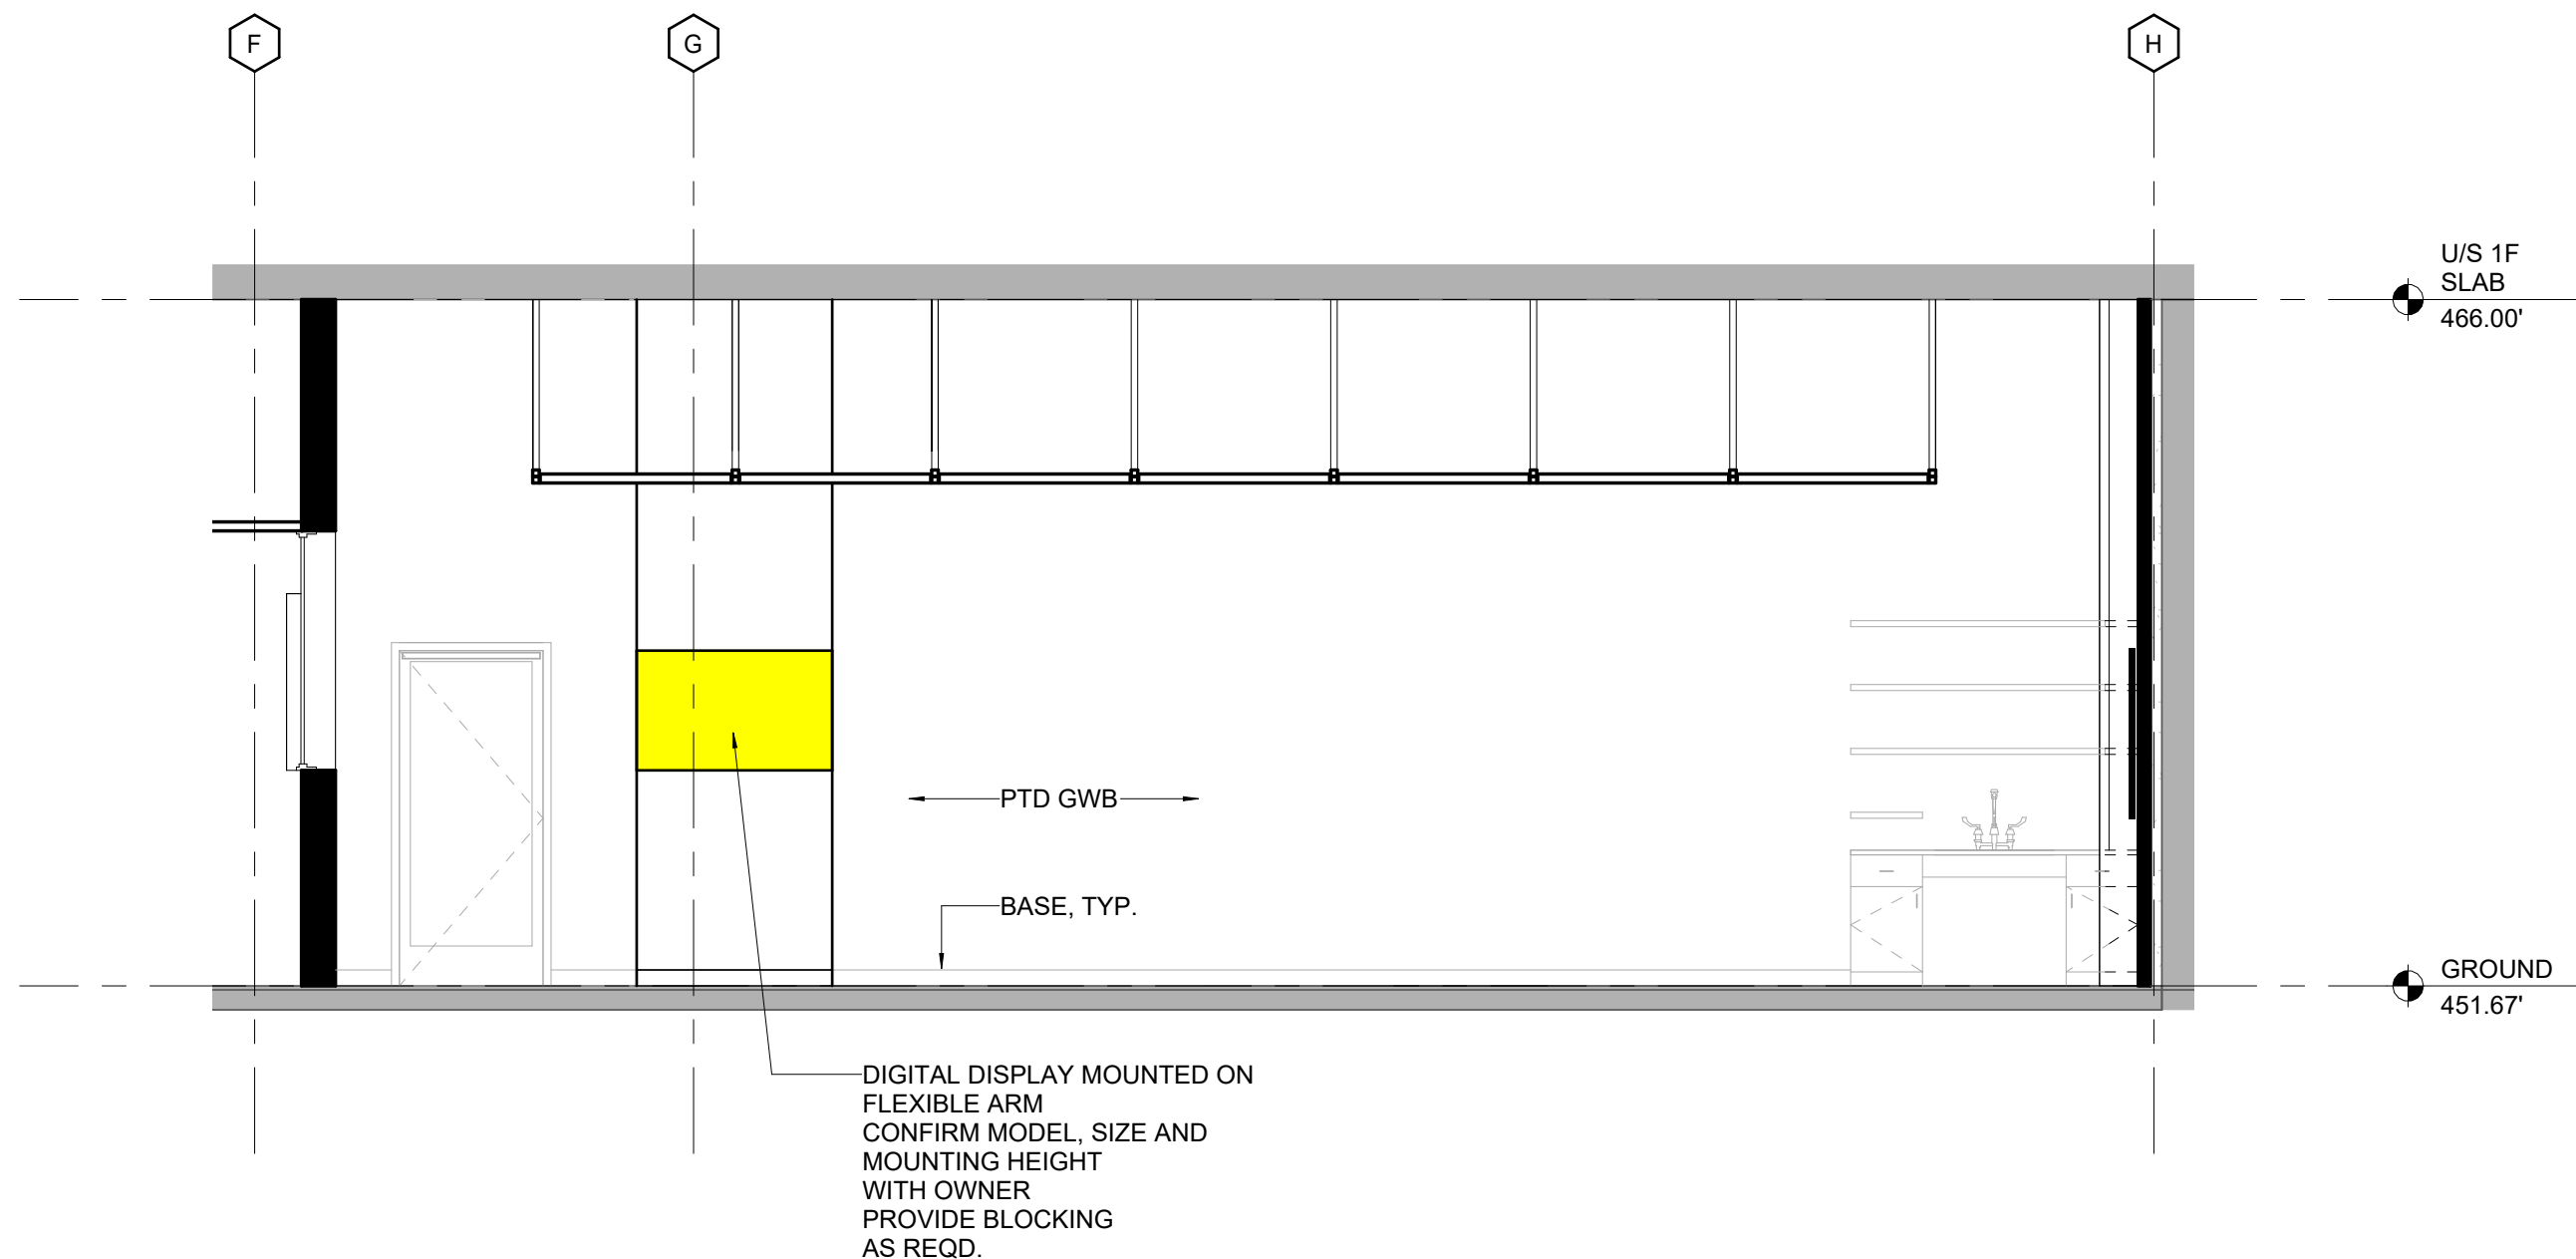 F
G
H
U/S 1F
SLAB
466.00'
PTD GWB
BASE, TYP.
GROUND
451.67'
DIGITAL DISPLAY MOUNTED ON
FLEXIBLE ARM
CONFIRM MODEL, SIZE AND
MOUNTING HEIGHT
WITH OWNER
PROVIDE BLOCKING
AS REQD.